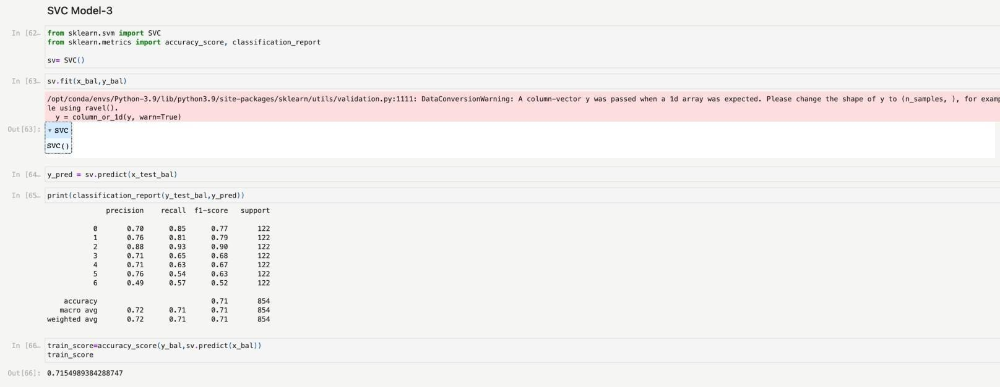 SVC Model-3
In [62…
from sklearn.svm import SVC
from sklearn.metrics import accuracy_score, classification_report
sv= SVC()
In [63…
sv.fit(x_bal,y_bal)
/opt/conda/envs/Python-3.9/lib/python3.9/site-packages/sklearn/utils/validation.py:1111: DataConversionWarning: A column-vector y was passed when a 1d array was expected. Please change the shape of y to (n_samples, ), for examp
le using ravel().
y = column_or_1d(y, warn=True)
Out[63]:
▾ SVC
SVC()
In [64…
y_pred = sv.predict(x_test_bal)
In [65…
print(classification_report(y_test_bal,y_pred))
precision recall f1-score support
0 0.70 0.85 0.77 122
1 0.76 0.81 0.79 122
2 0.88 0.93 0.90 122
3 0.71 0.65 0.68 122
4 0.71 0.63 0.67 122
5 0.76 0.54 0.63 122
6 0.49 0.57 0.52 122
accuracy 0.71 854
macro avg 0.72 0.71 0.71 854
weighted avg 0.72 0.71 0.71 854
In [66…
train_score=accuracy_score(y_bal,sv.predict(x_bal))
train_score
Out[66]:
0.7154989384288747